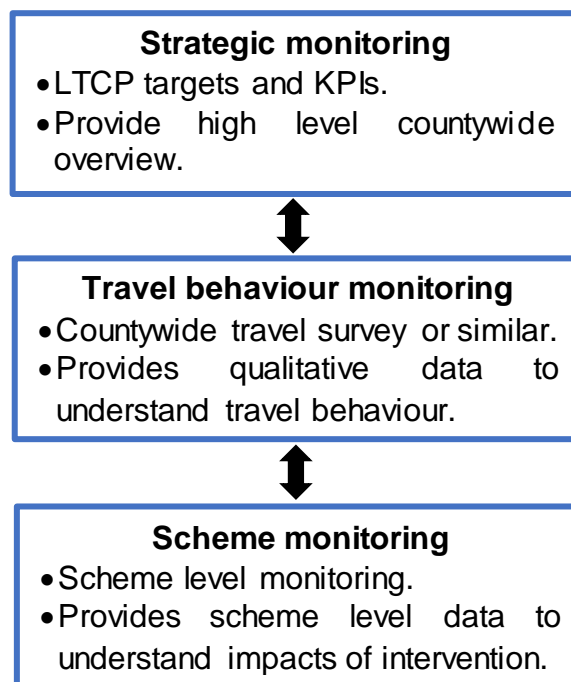 Strategic monitoring
•LTCP targets and KPIs.
•Provide high level countywide
overview.
Travel behaviour monitoring
•Countywide travel survey or similar.
•Provides qualitative data to
understand travel behaviour.
Scheme monitoring
•Scheme level monitoring.
•Provides scheme level data to
understand impacts of intervention.